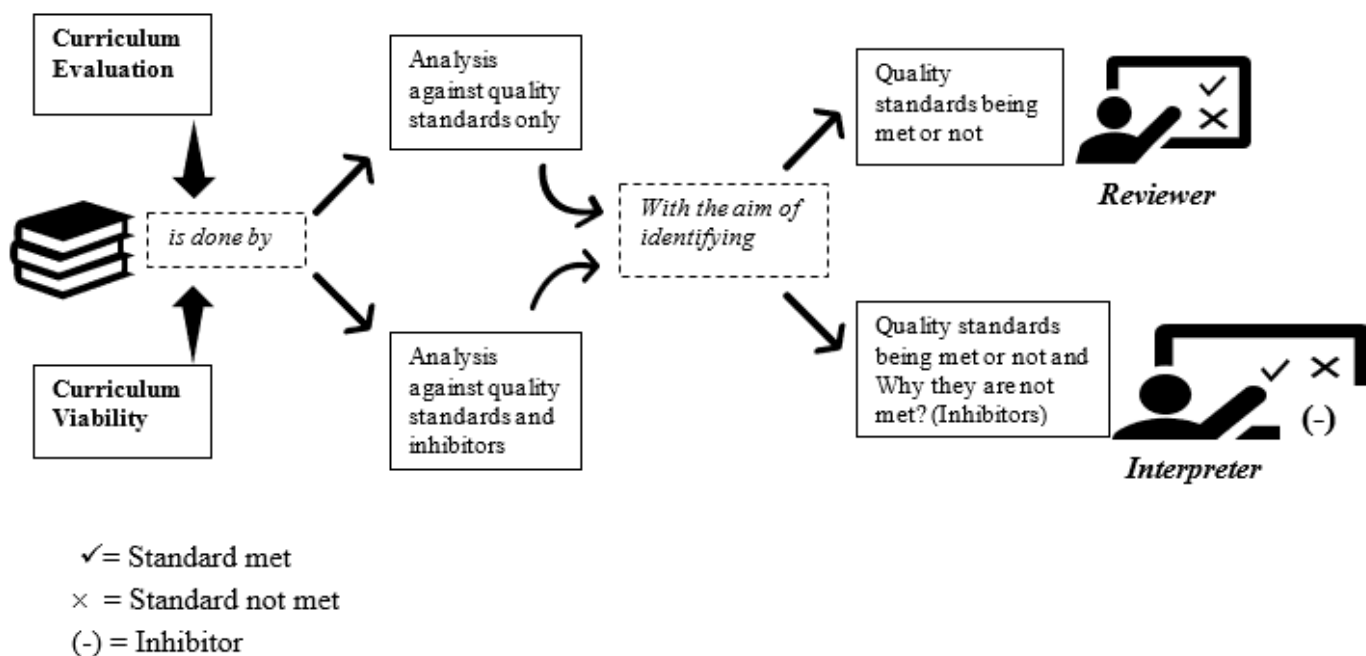 Curriculum
Evaluation
Analysis
against quality
standards only
Quality
standards being
met or not
Reviewer
is done by
With the aim of
identifying
Curriculum
Viability
Analysis
against quality
standards and
inhibitors
Quality standards
being met or not and
Why they are not
met? (Inhibitors)
(-)
Interpreter
✓= Standard met
× = Standard not met
(-) = Inhibitor